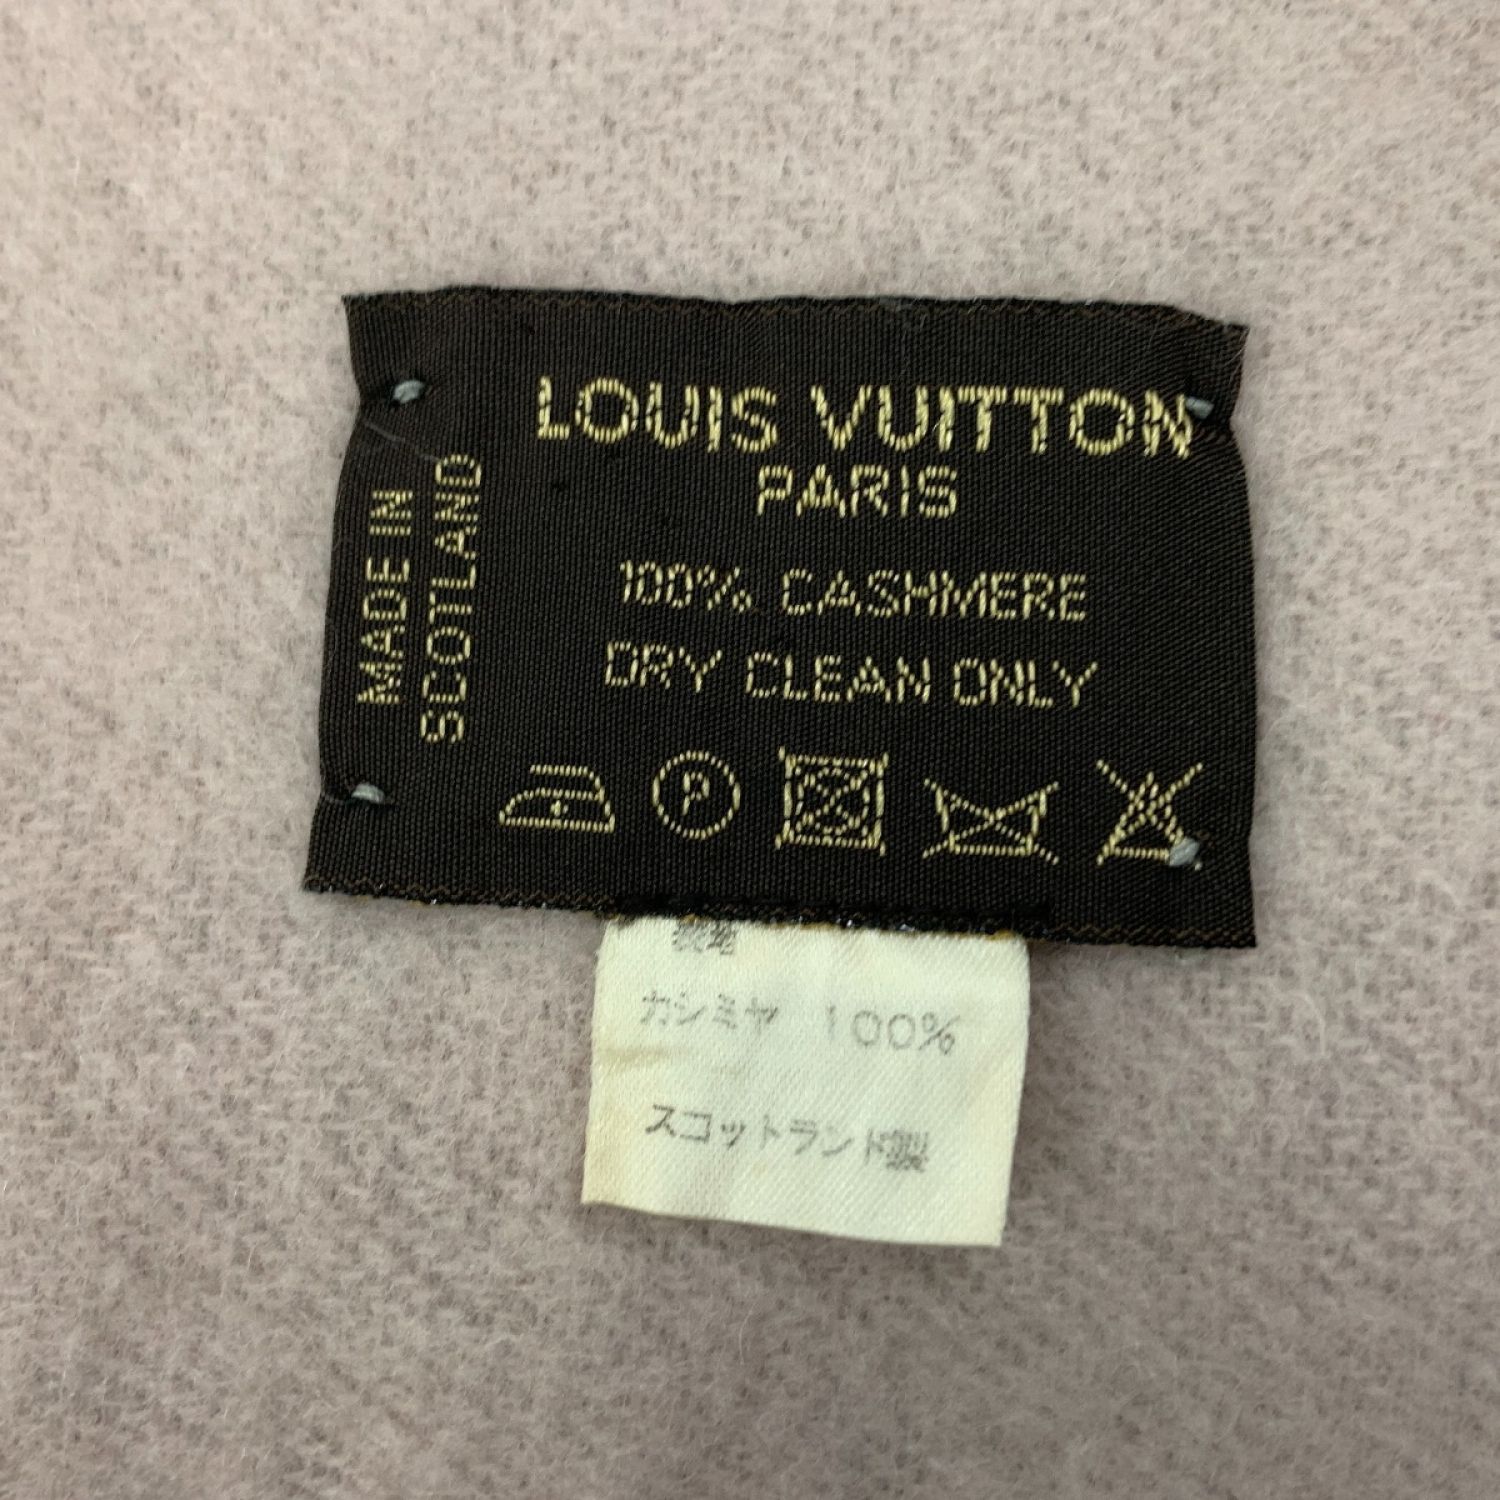 LOUIS VUITTON
PARIS
100% CASHMERE
DRY CLEAN ONLY
MADE IN
SCOTLAND
P
カシミヤ 100%
スコットランド製